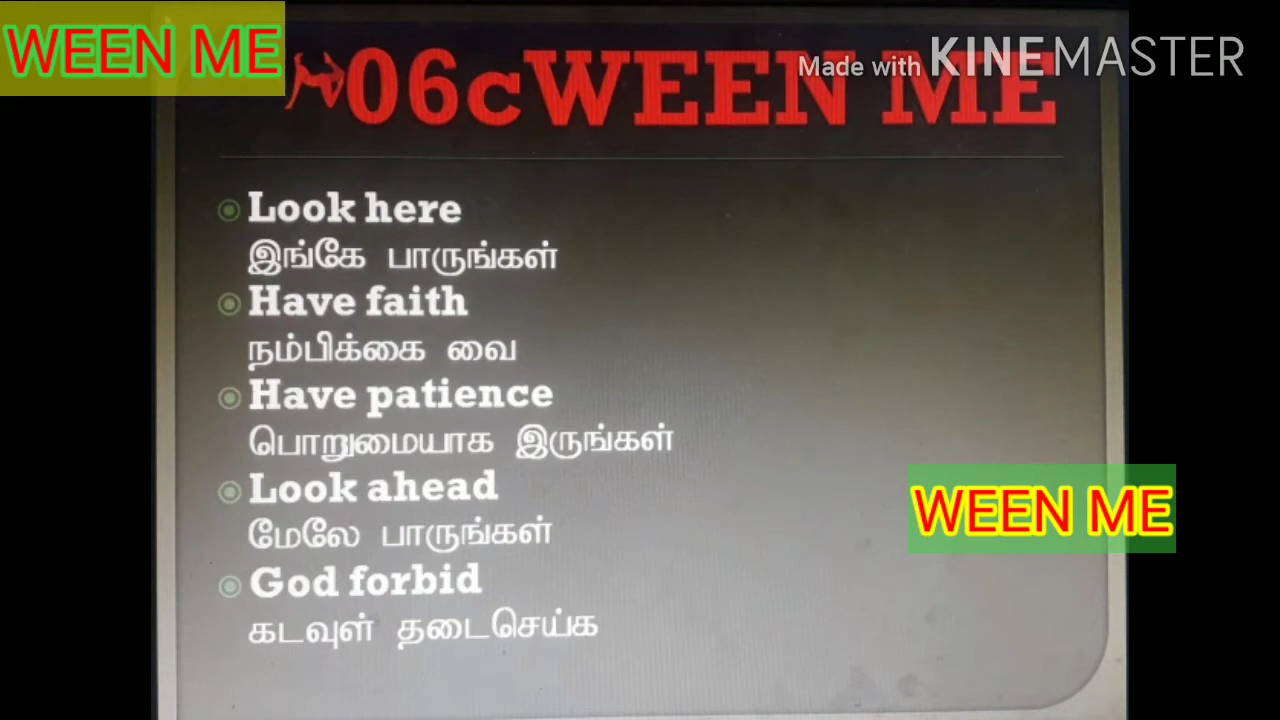 WEEN ME
06cWEEN ME
Made with KINEMASTER
Look here
இங்கே பாருங்கள்
Have faith
நம்பிக்கை வை
Have patience
பொறுமையாக இருங்கள்
Look ahead
மேலே பாருங்கள்
WEEN ME
God forbid
கடவுள் தடைசெய்க